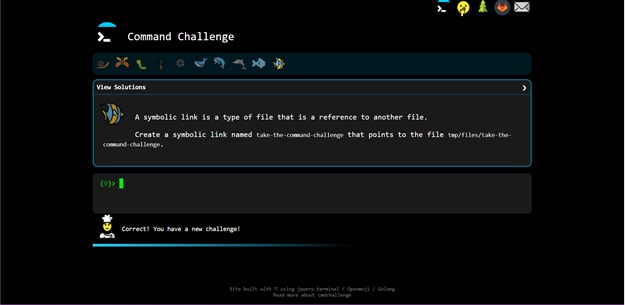 Command Challenge
View Solutions
A symbolic link is a type of file that is a reference to another file.
Create a symbolic link named take-the-command-challenge that points to the file tmp/files/take-the-
command-challenge.
(0)>
Correct! You have a new challenge!
Site built with ♡ using jquery.terminal / Openmoji / Golang
Read more about cmdchallenge